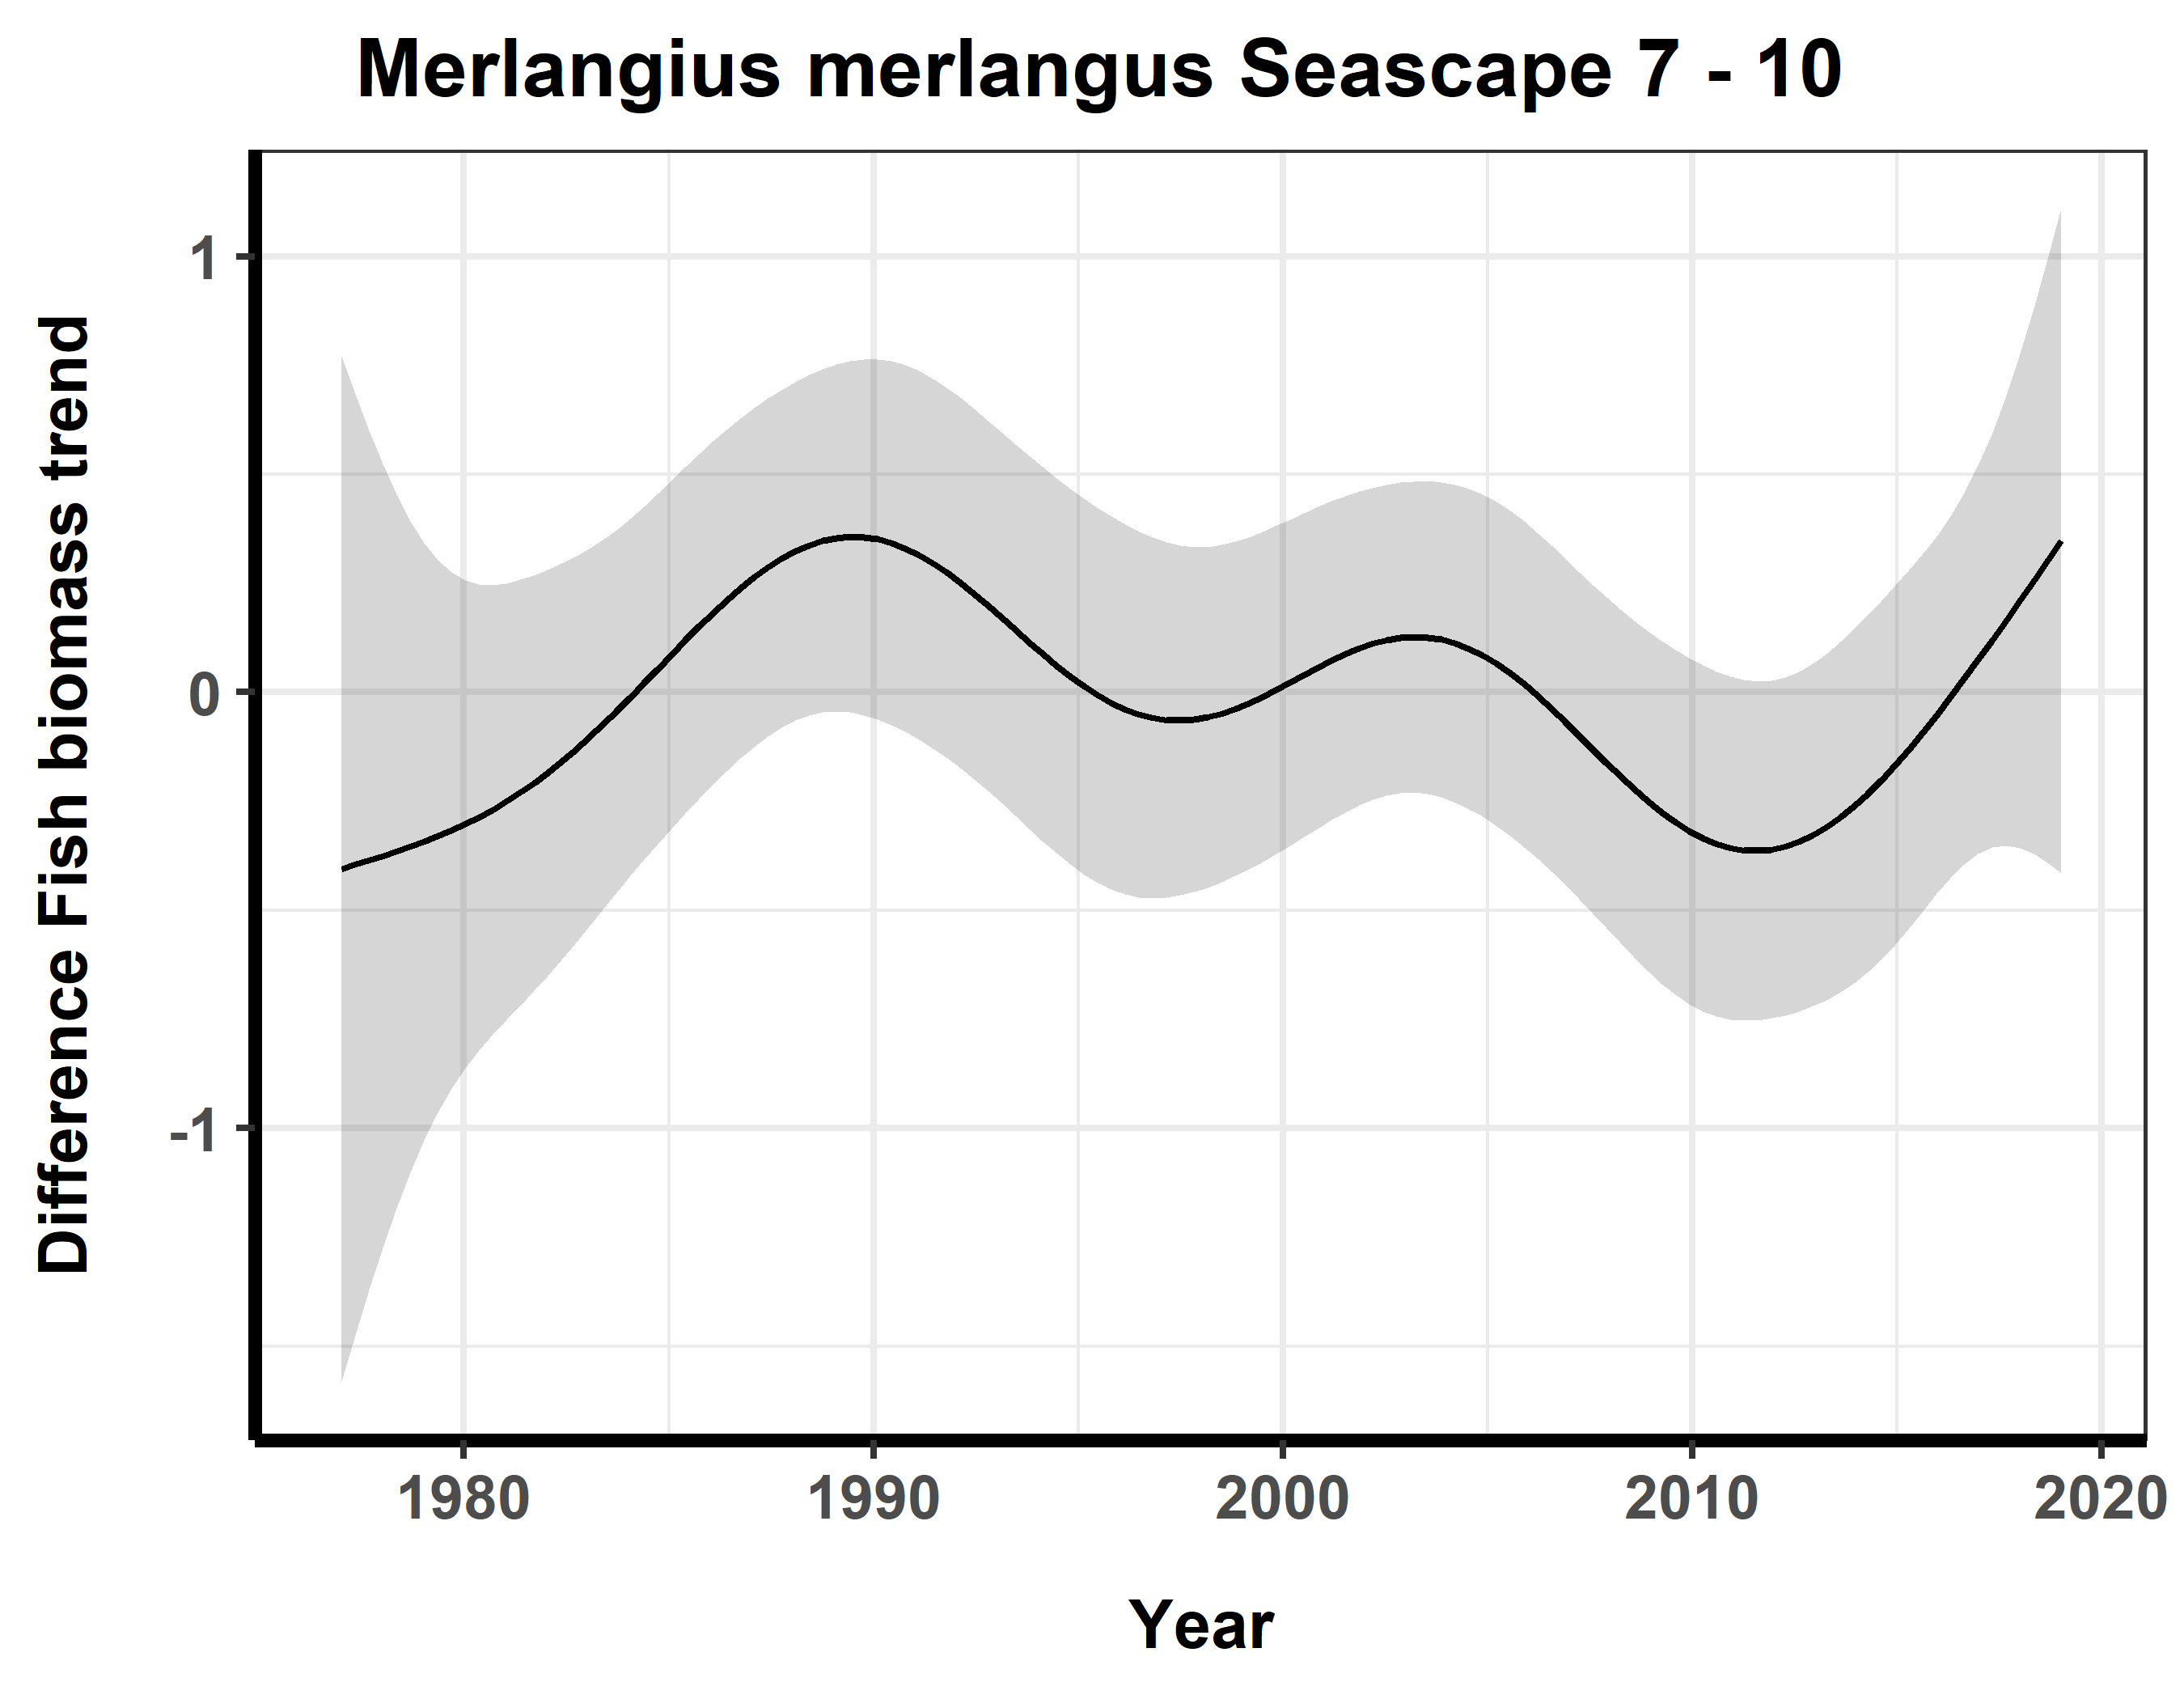 Merlangius merlangus Seascape 7 - 10
Difference Fish biomass trend
1
0
-1
1980
1990
2000
2010
2020
Year